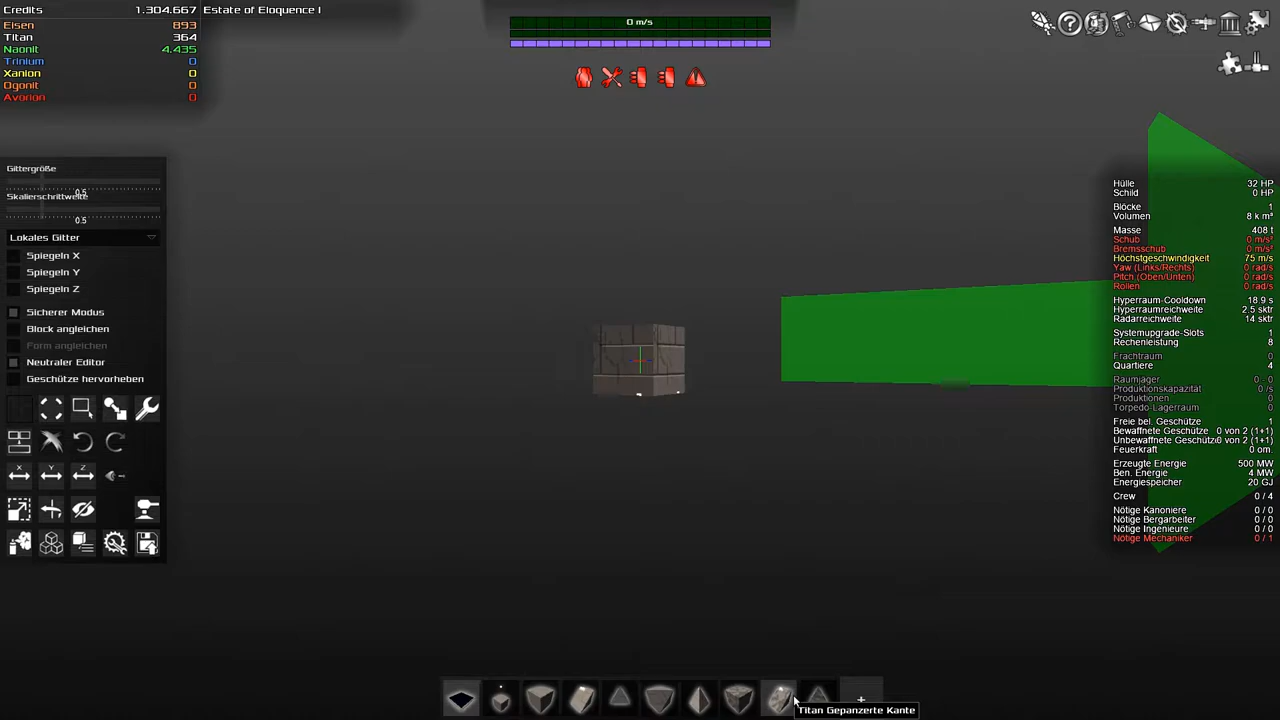 Credits 1.304.667
Estate of Eloquence I
Eisen 893
Titan 364
Naonit 4.435
Trinium 0
Xanion 0
Ogonit 0
Avorion 0
0 m/s
Gittergröße
0.5
Skalierschrittweite
0.5
Lokales Gitter
Spiegeln X
Spiegeln Y
Spiegeln Z
Sicherer Modus
Block angleichen
Form angleichen
Neutraler Editor
Geschütze hervorheben
X Y Z
Hülle 32 HP
Schild 0 HP
Blöcke 1
Volumen 8 k m³
Masse 408 t
Schub 0 m/s²
Bremsschub 0 m/s²
Höchstgeschwindigkeit 75 m/s
Yaw (Links/Rechts) 0 rad/s
Pitch (Oben/Unten) 0 rad/s
Rollen 0 rad/s
Hyperraum-Cooldown 18.9 s
Hyperraumreichweite 2.5 sktr
Radarreichweite 14 sktr
Systemupgrade-Slots 1
Rechenleistung 8
Frachtraum 0
Quartiere 4
Raumjäger 0 - 0
Produktionskapazität 0 /s
Produktionen 0
Torpedo-Lagerraum 0
Freie bel. Geschütze 1
Bewaffnete Geschütze 0 von 2 (1+1)
Unbewaffnete Geschütz 0 von 2 (1+1)
Feuerkraft 0 om.
Erzeugte Energie 500 MW
Ben. Energie 4 MW
Energiespeicher 20 GJ
Crew 0 / 4
Nötige Kanoniere 0 / 0
Nötige Bergarbeiter 0 / 0
Nötige Ingenieure 0 / 0
Nötige Mechaniker 0 / 1
Titan Gepanzerte Kante